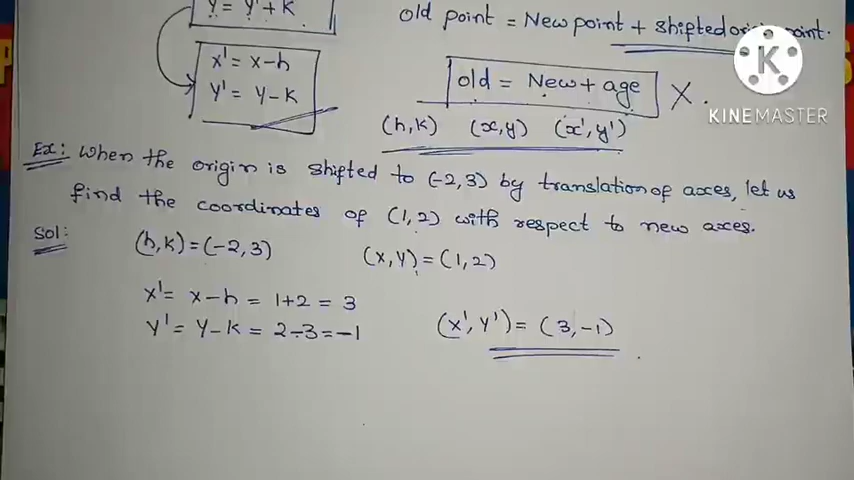 Y = Y' + K
old point = New point + shifted origin point.
x' = x-h
Y' = Y-K
old = New + age X.
(h,K) (x,y) (x',y')
KINEMASTER
Ex: When the origin is shifted to (-2,3) by translation of axes, let us
find the coordinates of (1,2) with respect to new axes.
Sol:
(h,K)=(-2,3) (x,y)=(1,2)
x'= x-h = 1+2 = 3
Y'= Y-K = 2-3=-1
(x',Y')= (3,-1)